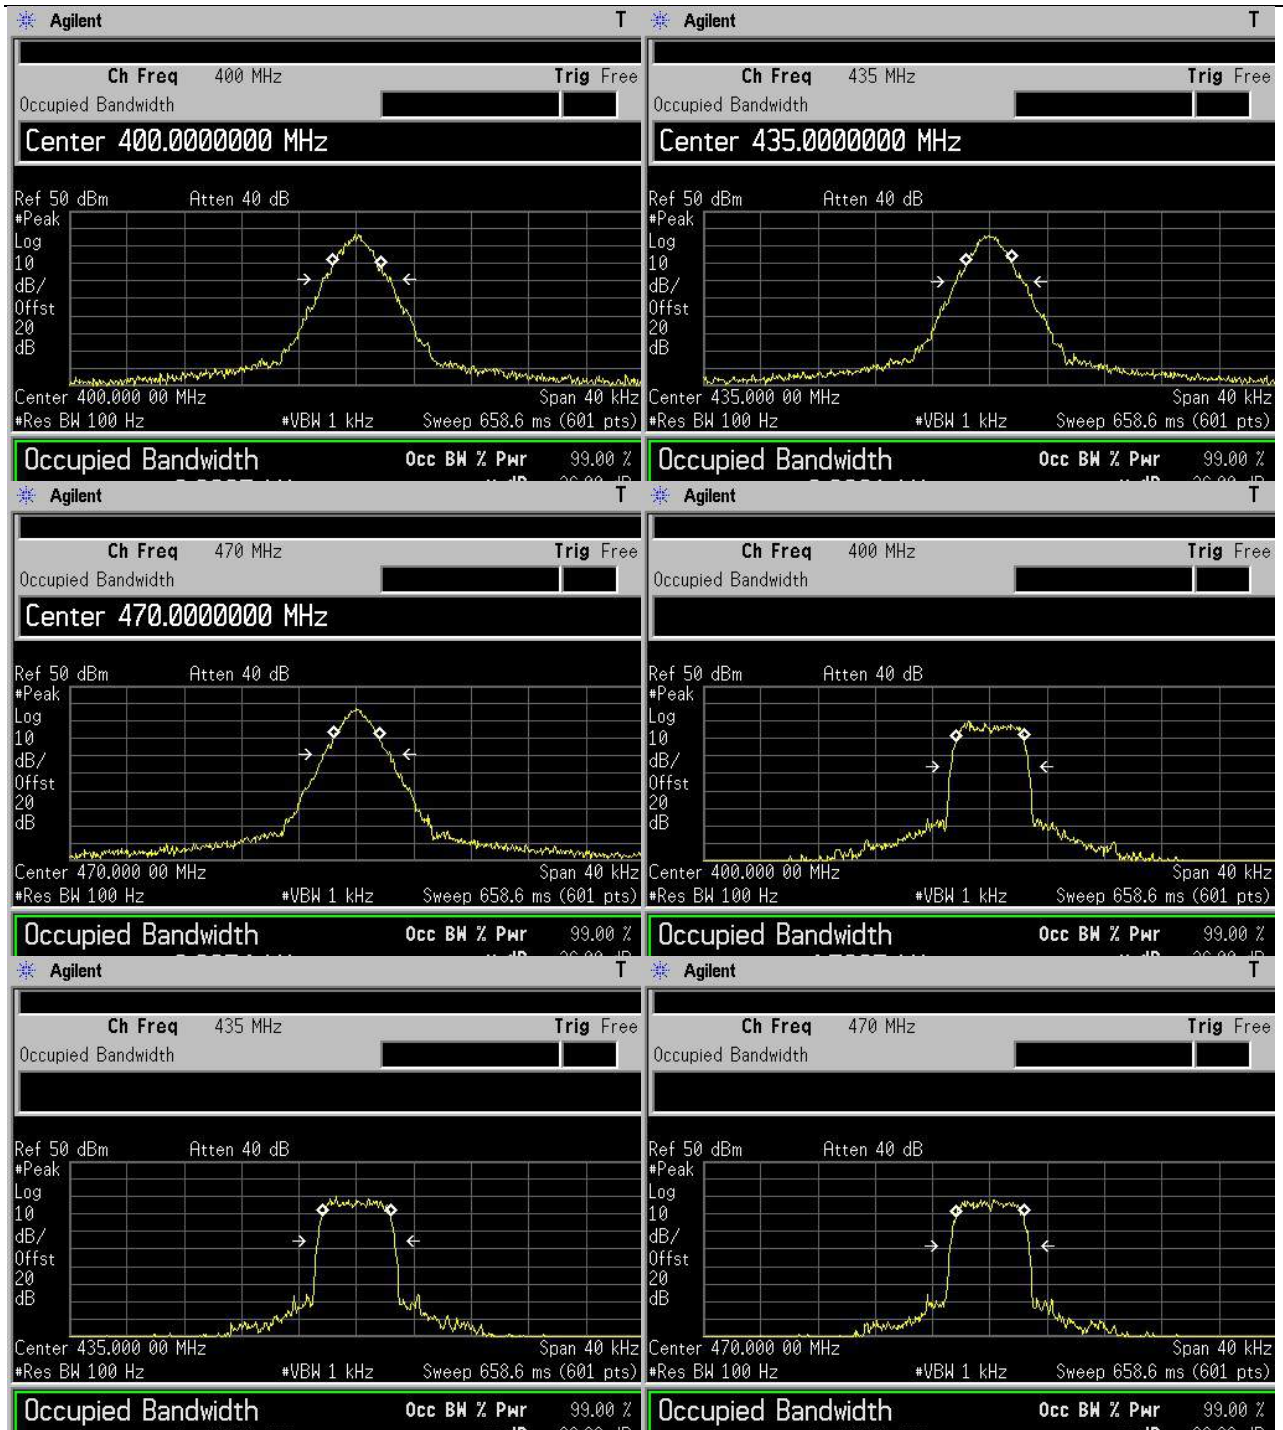 Agilent T
Ch Freq 400 MHz Trig Free
Occupied Bandwidth
Center 400.0000000 MHz
Ref 50 dBm Atten 40 dB
#Peak
Log
10
dB/
Offst
20
dB
Center 400.000 00 MHz Span 40 kHz
#Res BW 100 Hz #VBW 1 kHz Sweep 658.6 ms (601 pts)
Occupied Bandwidth Occ BW % Pwr 99.00 %
Agilent T
Ch Freq 435 MHz Trig Free
Occupied Bandwidth
Center 435.0000000 MHz
Ref 50 dBm Atten 40 dB
#Peak
Log
10
dB/
Offst
20
dB
Center 435.000 00 MHz Span 40 kHz
#Res BW 100 Hz #VBW 1 kHz Sweep 658.6 ms (601 pts)
Occupied Bandwidth Occ BW % Pwr 99.00 %
Agilent T
Ch Freq 470 MHz Trig Free
Occupied Bandwidth
Center 470.0000000 MHz
Ref 50 dBm Atten 40 dB
#Peak
Log
10
dB/
Offst
20
dB
Center 470.000 00 MHz Span 40 kHz
#Res BW 100 Hz #VBW 1 kHz Sweep 658.6 ms (601 pts)
Occupied Bandwidth Occ BW % Pwr 99.00 %
Agilent T
Ch Freq 400 MHz Trig Free
Occupied Bandwidth
Ref 50 dBm Atten 40 dB
#Peak
Log
10
dB/
Offst
20
dB
Center 400.000 00 MHz Span 40 kHz
#Res BW 100 Hz #VBW 1 kHz Sweep 658.6 ms (601 pts)
Occupied Bandwidth Occ BW % Pwr 99.00 %
Agilent T
Ch Freq 435 MHz Trig Free
Occupied Bandwidth
Ref 50 dBm Atten 40 dB
#Peak
Log
10
dB/
Offst
20
dB
Center 435.000 00 MHz Span 40 kHz
#Res BW 100 Hz #VBW 1 kHz Sweep 658.6 ms (601 pts)
Occupied Bandwidth Occ BW % Pwr 99.00 %
Agilent T
Ch Freq 470 MHz Trig Free
Occupied Bandwidth
Ref 50 dBm Atten 40 dB
#Peak
Log
10
dB/
Offst
20
dB
Center 470.000 00 MHz Span 40 kHz
#Res BW 100 Hz #VBW 1 kHz Sweep 658.6 ms (601 pts)
Occupied Bandwidth Occ BW % Pwr 99.00 %